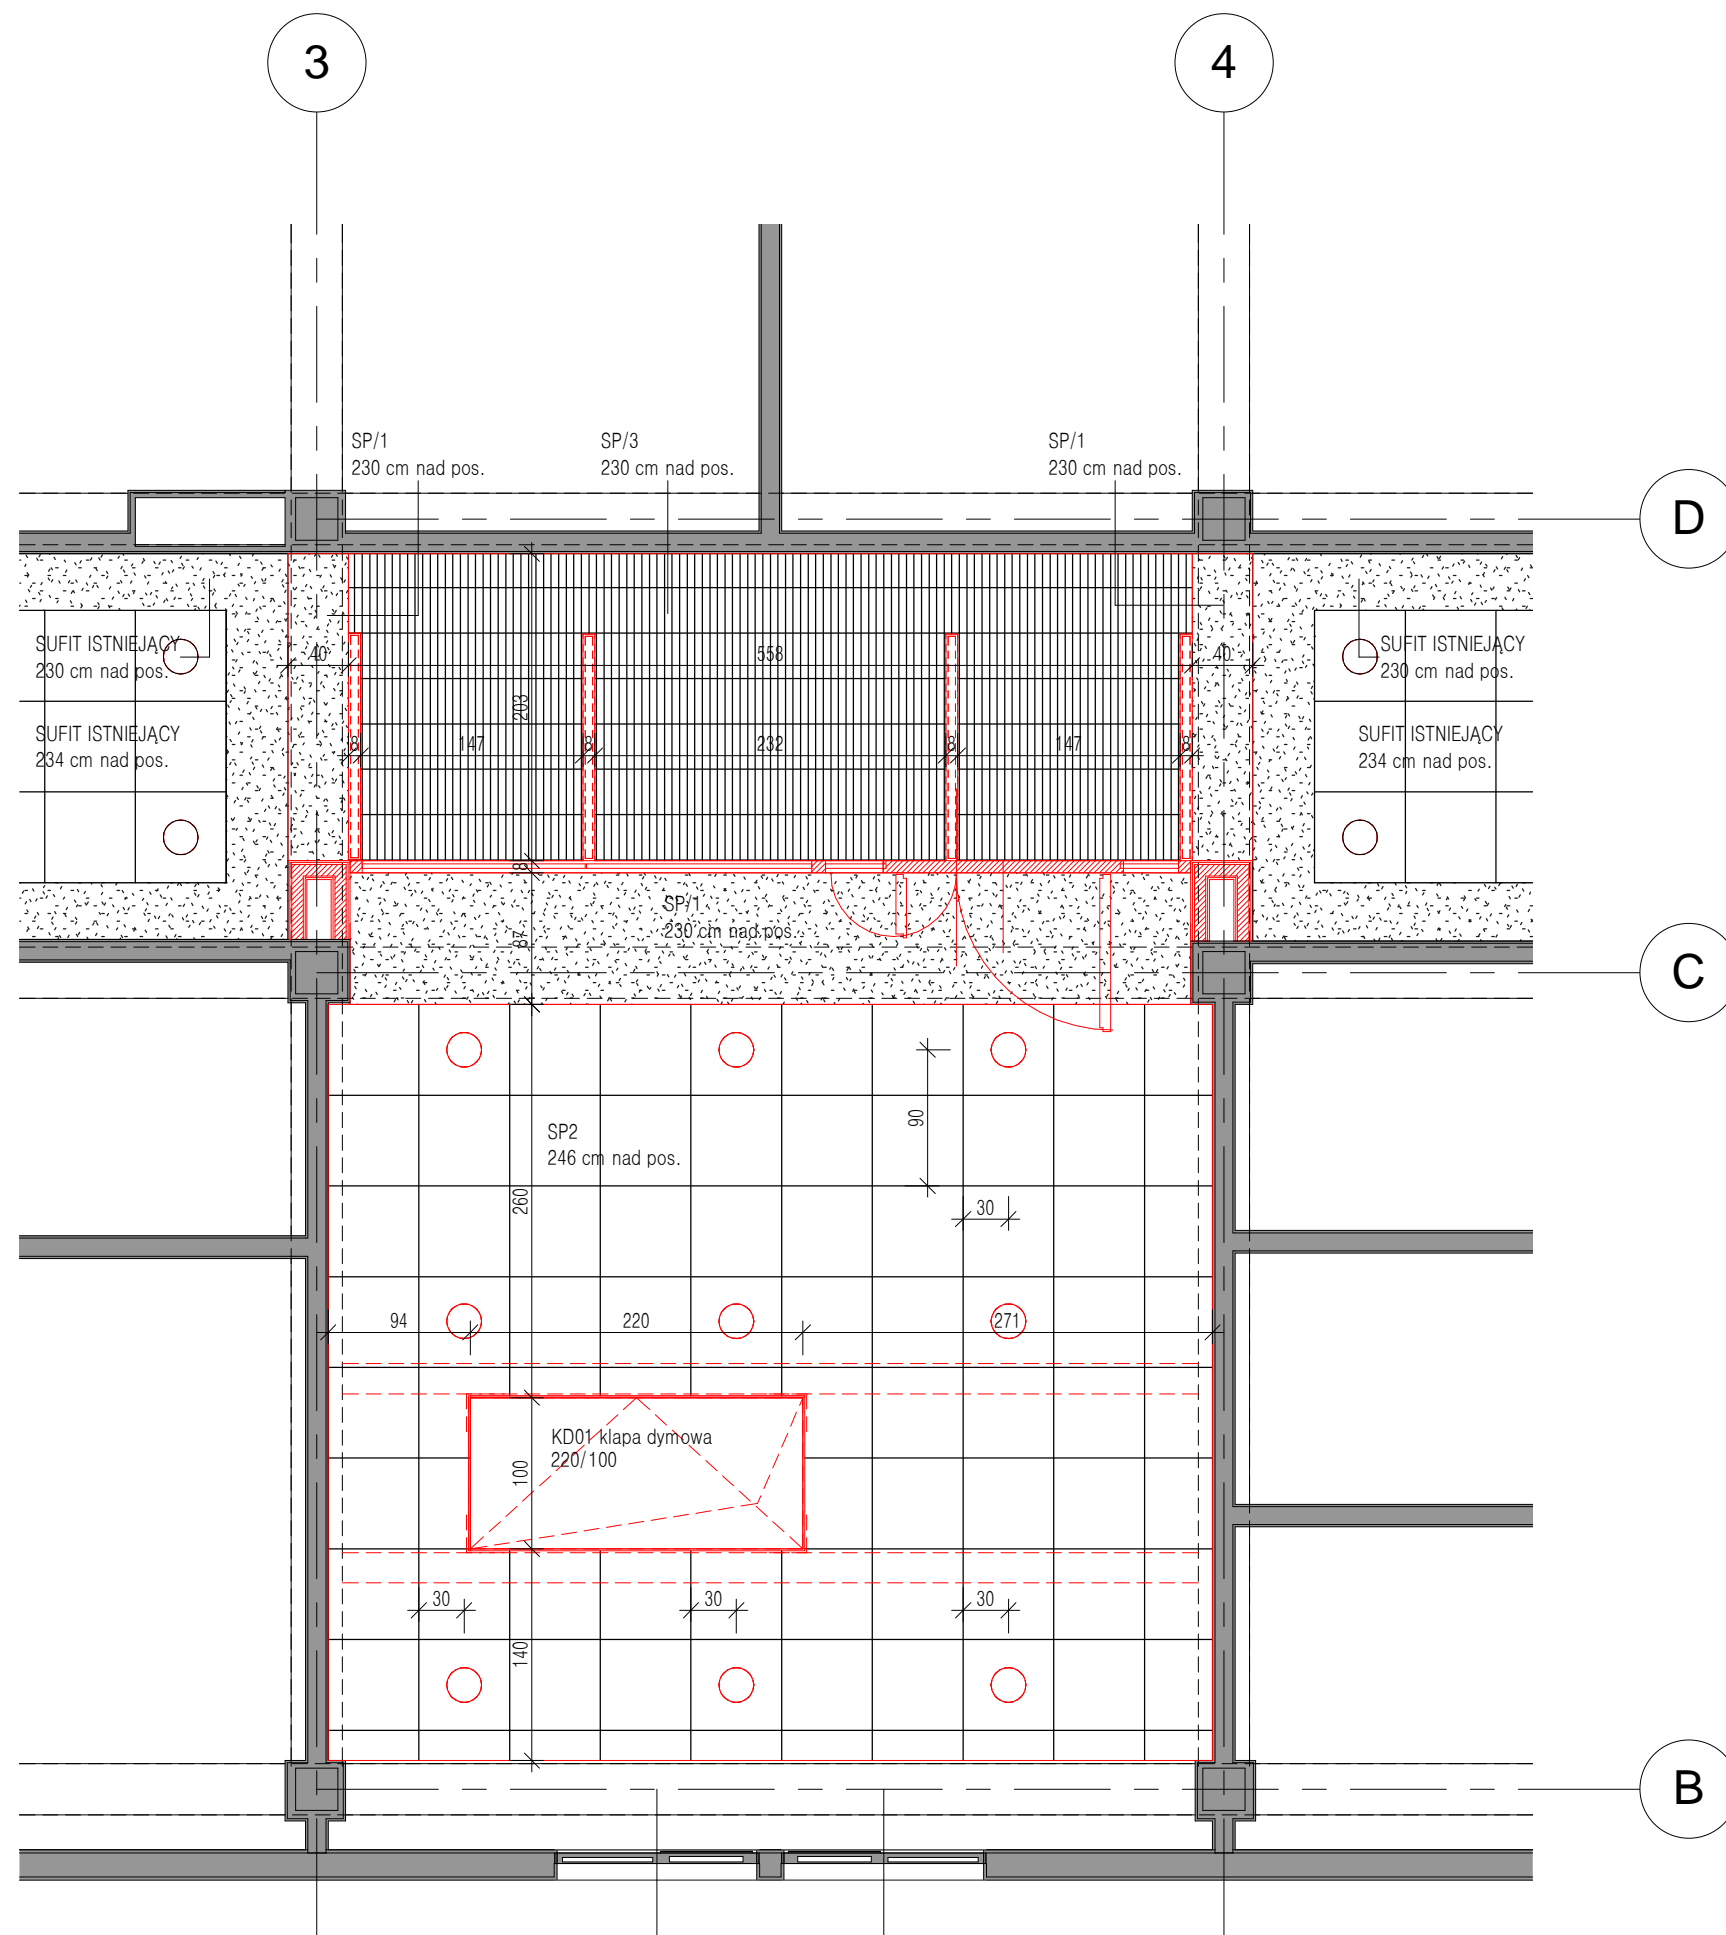 3
4
SP/1
230 cm nad pos.
SP/3
230 cm nad pos.
SP/1
230 cm nad pos.
D
SUFIT ISTNIEJĄCY
230 cm nad pos.
SUFIT ISTNIEJĄCY
234 cm nad pos.
40
558
40
SUFIT ISTNIEJĄCY
230 cm nad pos.
SUFIT ISTNIEJĄCY
234 cm nad pos.
203
8
147
8
232
8
147
8
8
SP/1
230 cm nad pos.
87
C
90
SP2
246 cm nad pos.
260
30
94
220
271
KD01 klapa dymowa
220/100
100
30
30
30
140
B